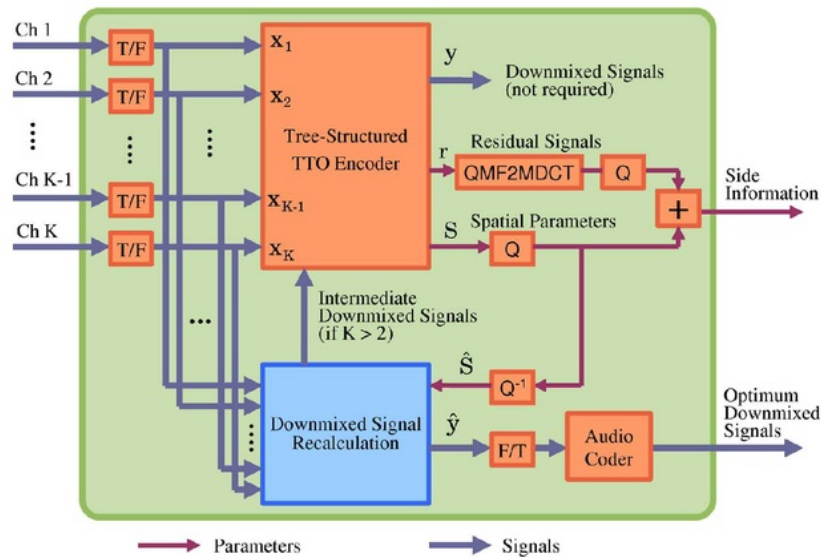 Ch 1
T/F
x₁
y
Downmixed Signals
(not required)
Ch 2
T/F
x₂
Tree-Structured
TTO Encoder
r
Residual Signals
QMF2MDCT
Q
Side
Information
+
Ch K-1
T/F
x_{K-1}
Ch K
T/F
x_K
S
Spatial Parameters
Q
Intermediate
Downmixed Signals
(if K > 2)
Ŝ
Q⁻¹
Downmixed Signal
Recalculation
ŷ
F/T
Audio
Coder
Optimum
Downmixed
Signals
Parameters
Signals